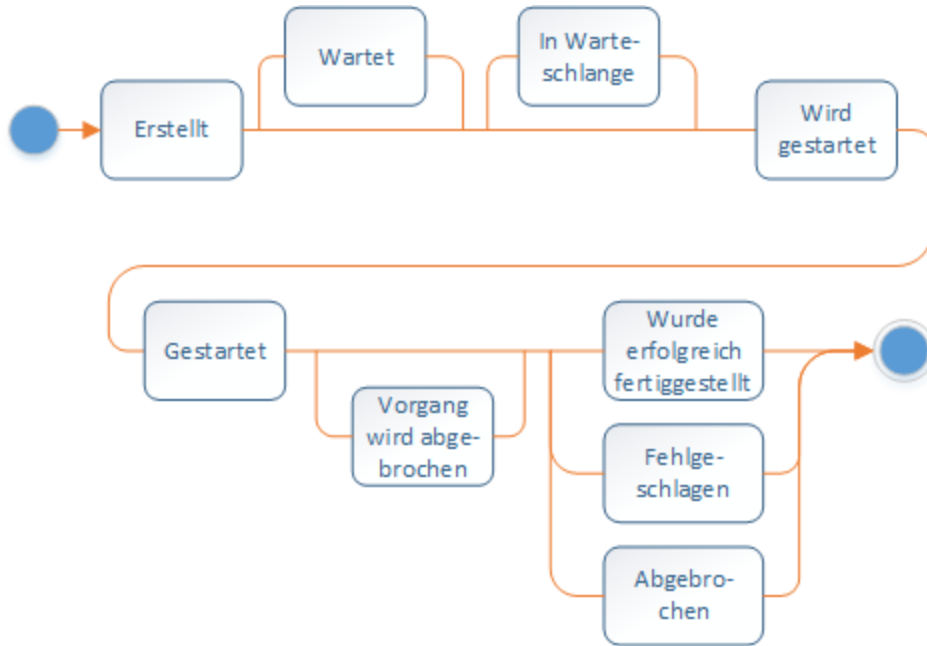 Erstellt
Wartet
In Warte-
schlange
Wird
gestartet
Gestartet
Vorgang
wird abge-
brochen
Wurde
erfolgreich
fertiggestellt
Fehlge-
schlagen
Abgebro-
chen